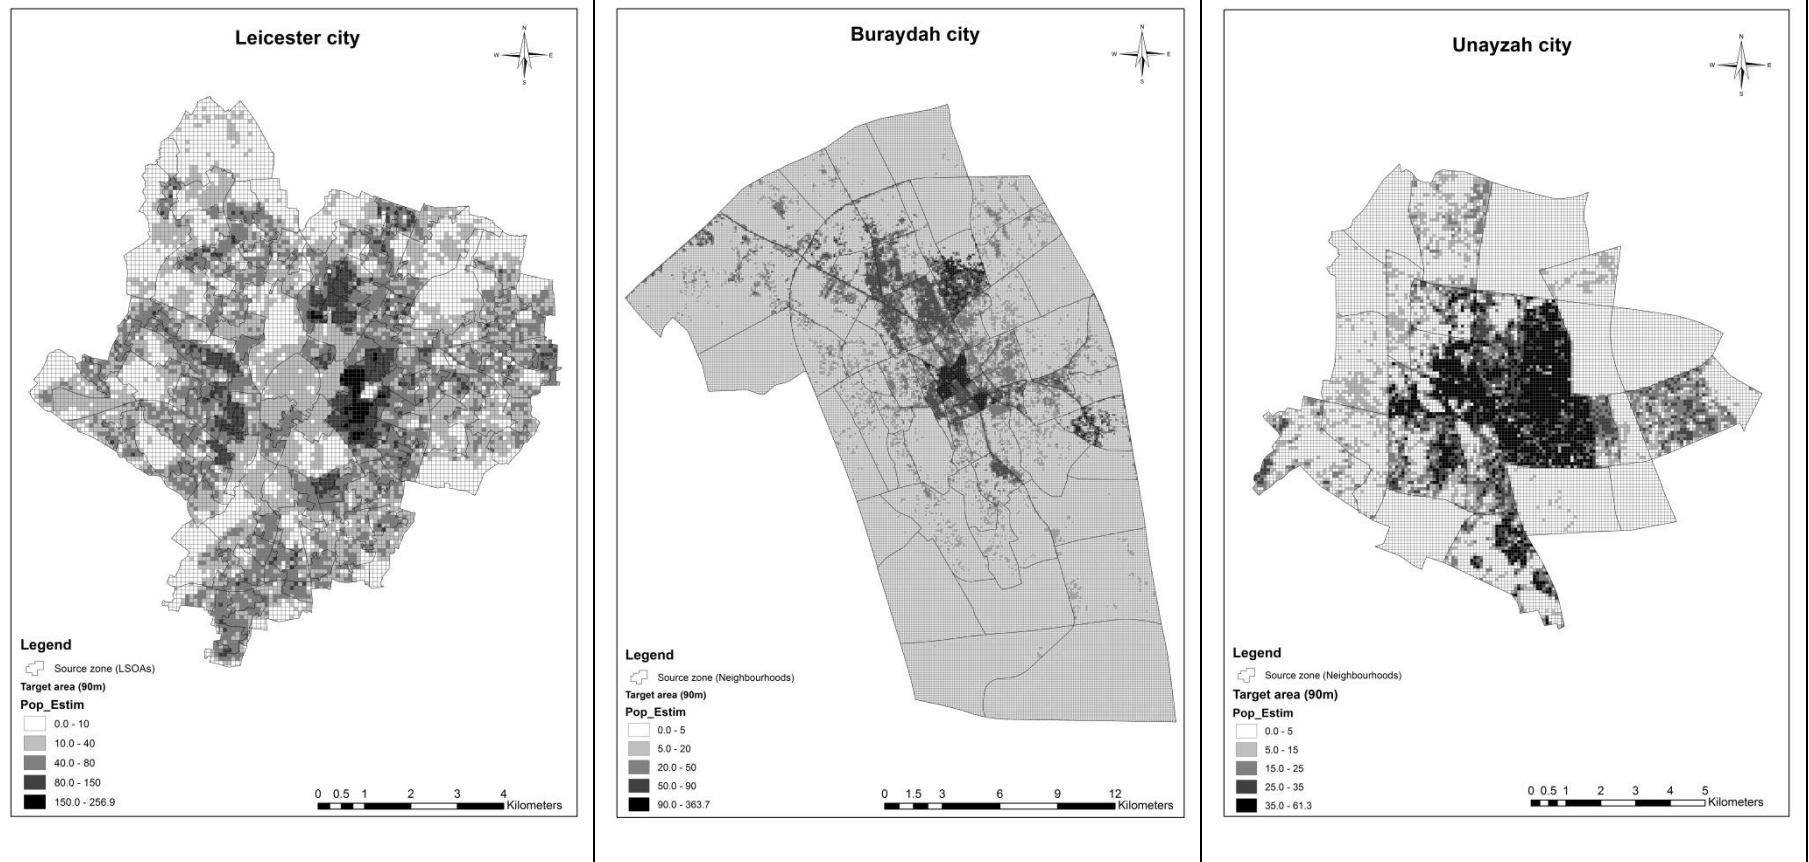 Leicester city
N
W E
S
Legend
Source zone (LSOAs)
Target area (90m)
Pop_Estim
0.0 - 10
10.0 - 40
40.0 - 80
80.0 - 150
150.0 - 256.9
0 0.5 1 2 3 4
Kilometers
Buraydah city
N
W E
S
Legend
Source zone (Neighbourhoods)
Target area (90m)
Pop_Estim
0.0 - 5
5.0 - 20
20.0 - 50
50.0 - 90
90.0 - 363.7
0 1.5 3 6 9 12
Kilometers
Unayzah city
N
W E
S
Legend
Source zone (Neighbourhoods)
Target area (90m)
Pop_Estim
0.0 - 5
5.0 - 15
15.0 - 25
25.0 - 35
35.0 - 61.3
0 0.5 1 2 3 4 5
Kilometers